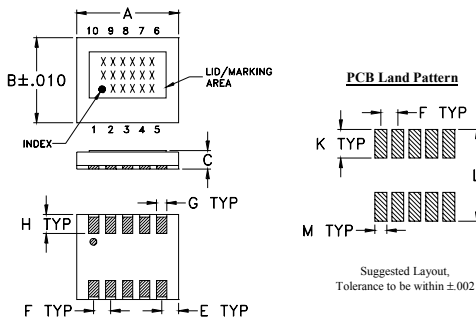 A
10 9 8 7 6
B±.010
XXXXXX
XXXXXX
XXXXXX
LID/MARKING
AREA
INDEX
1 2 3 4 5
C
G TYP
H TYP
F TYP
E TYP
PCB Land Pattern
F TYP
K TYP
L
M TYP
Suggested Layout,
Tolerance to be within ±.002